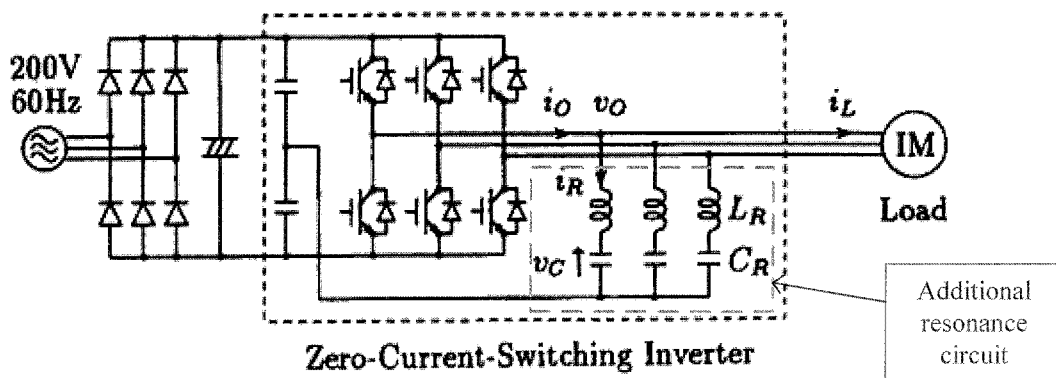 200V
60Hz
i_O v_O i_L
IM
Load
i_R
L_R
v_C
C_R
Additional
resonance
circuit
Zero-Current-Switching Inverter